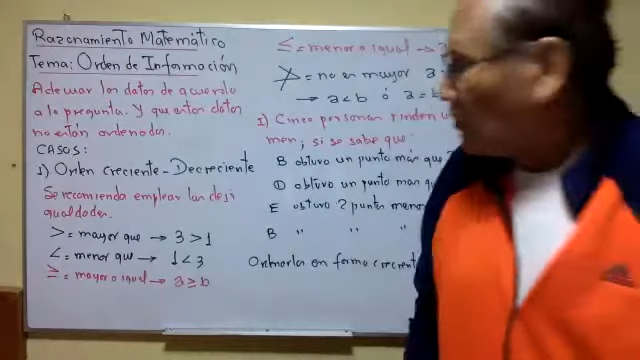 Razonamiento Matemático
Tema: Orden de Información
Adecuar los datos de acuerdo
a la pregunta. Y que estos datos
no están ordenados.
CASOS:
1) Orden creciente - Decreciente
Se recomienda emplear las desi
gualdades.
> = mayor que → 3 > 1
< = menor que → 1 < 3
≥ = mayor o igual → a ≥ b
≤ = menor o igual →
≯ = no es mayor a
→ a < b ó a = b
1) Cinco personas rinden u
men; si se sabe que:
B obtuvo un punto más que
D obtuvo un punto más q
E obtuvo 2 puntos menos
B " " "
Ordenarlos en forma crecient